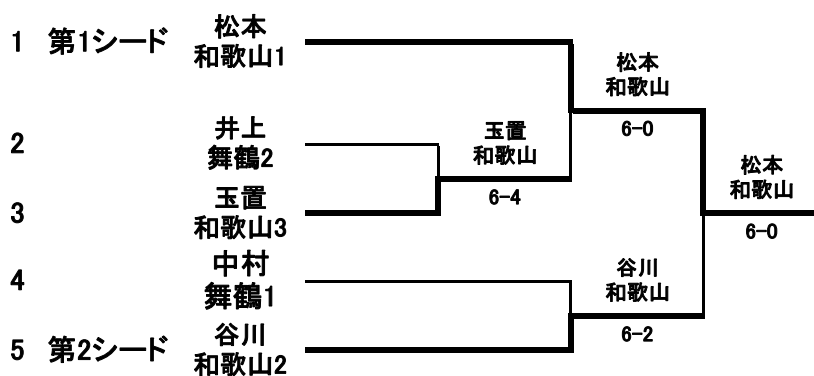 1 第1シード 松本
和歌山1
2 井上
舞鶴2
3 玉置
和歌山3
4 中村
舞鶴1
5 第2シード 谷川
和歌山2
玉置
和歌山
6-4
松本
和歌山
6-0
谷川
和歌山
6-2
松本
和歌山
6-0